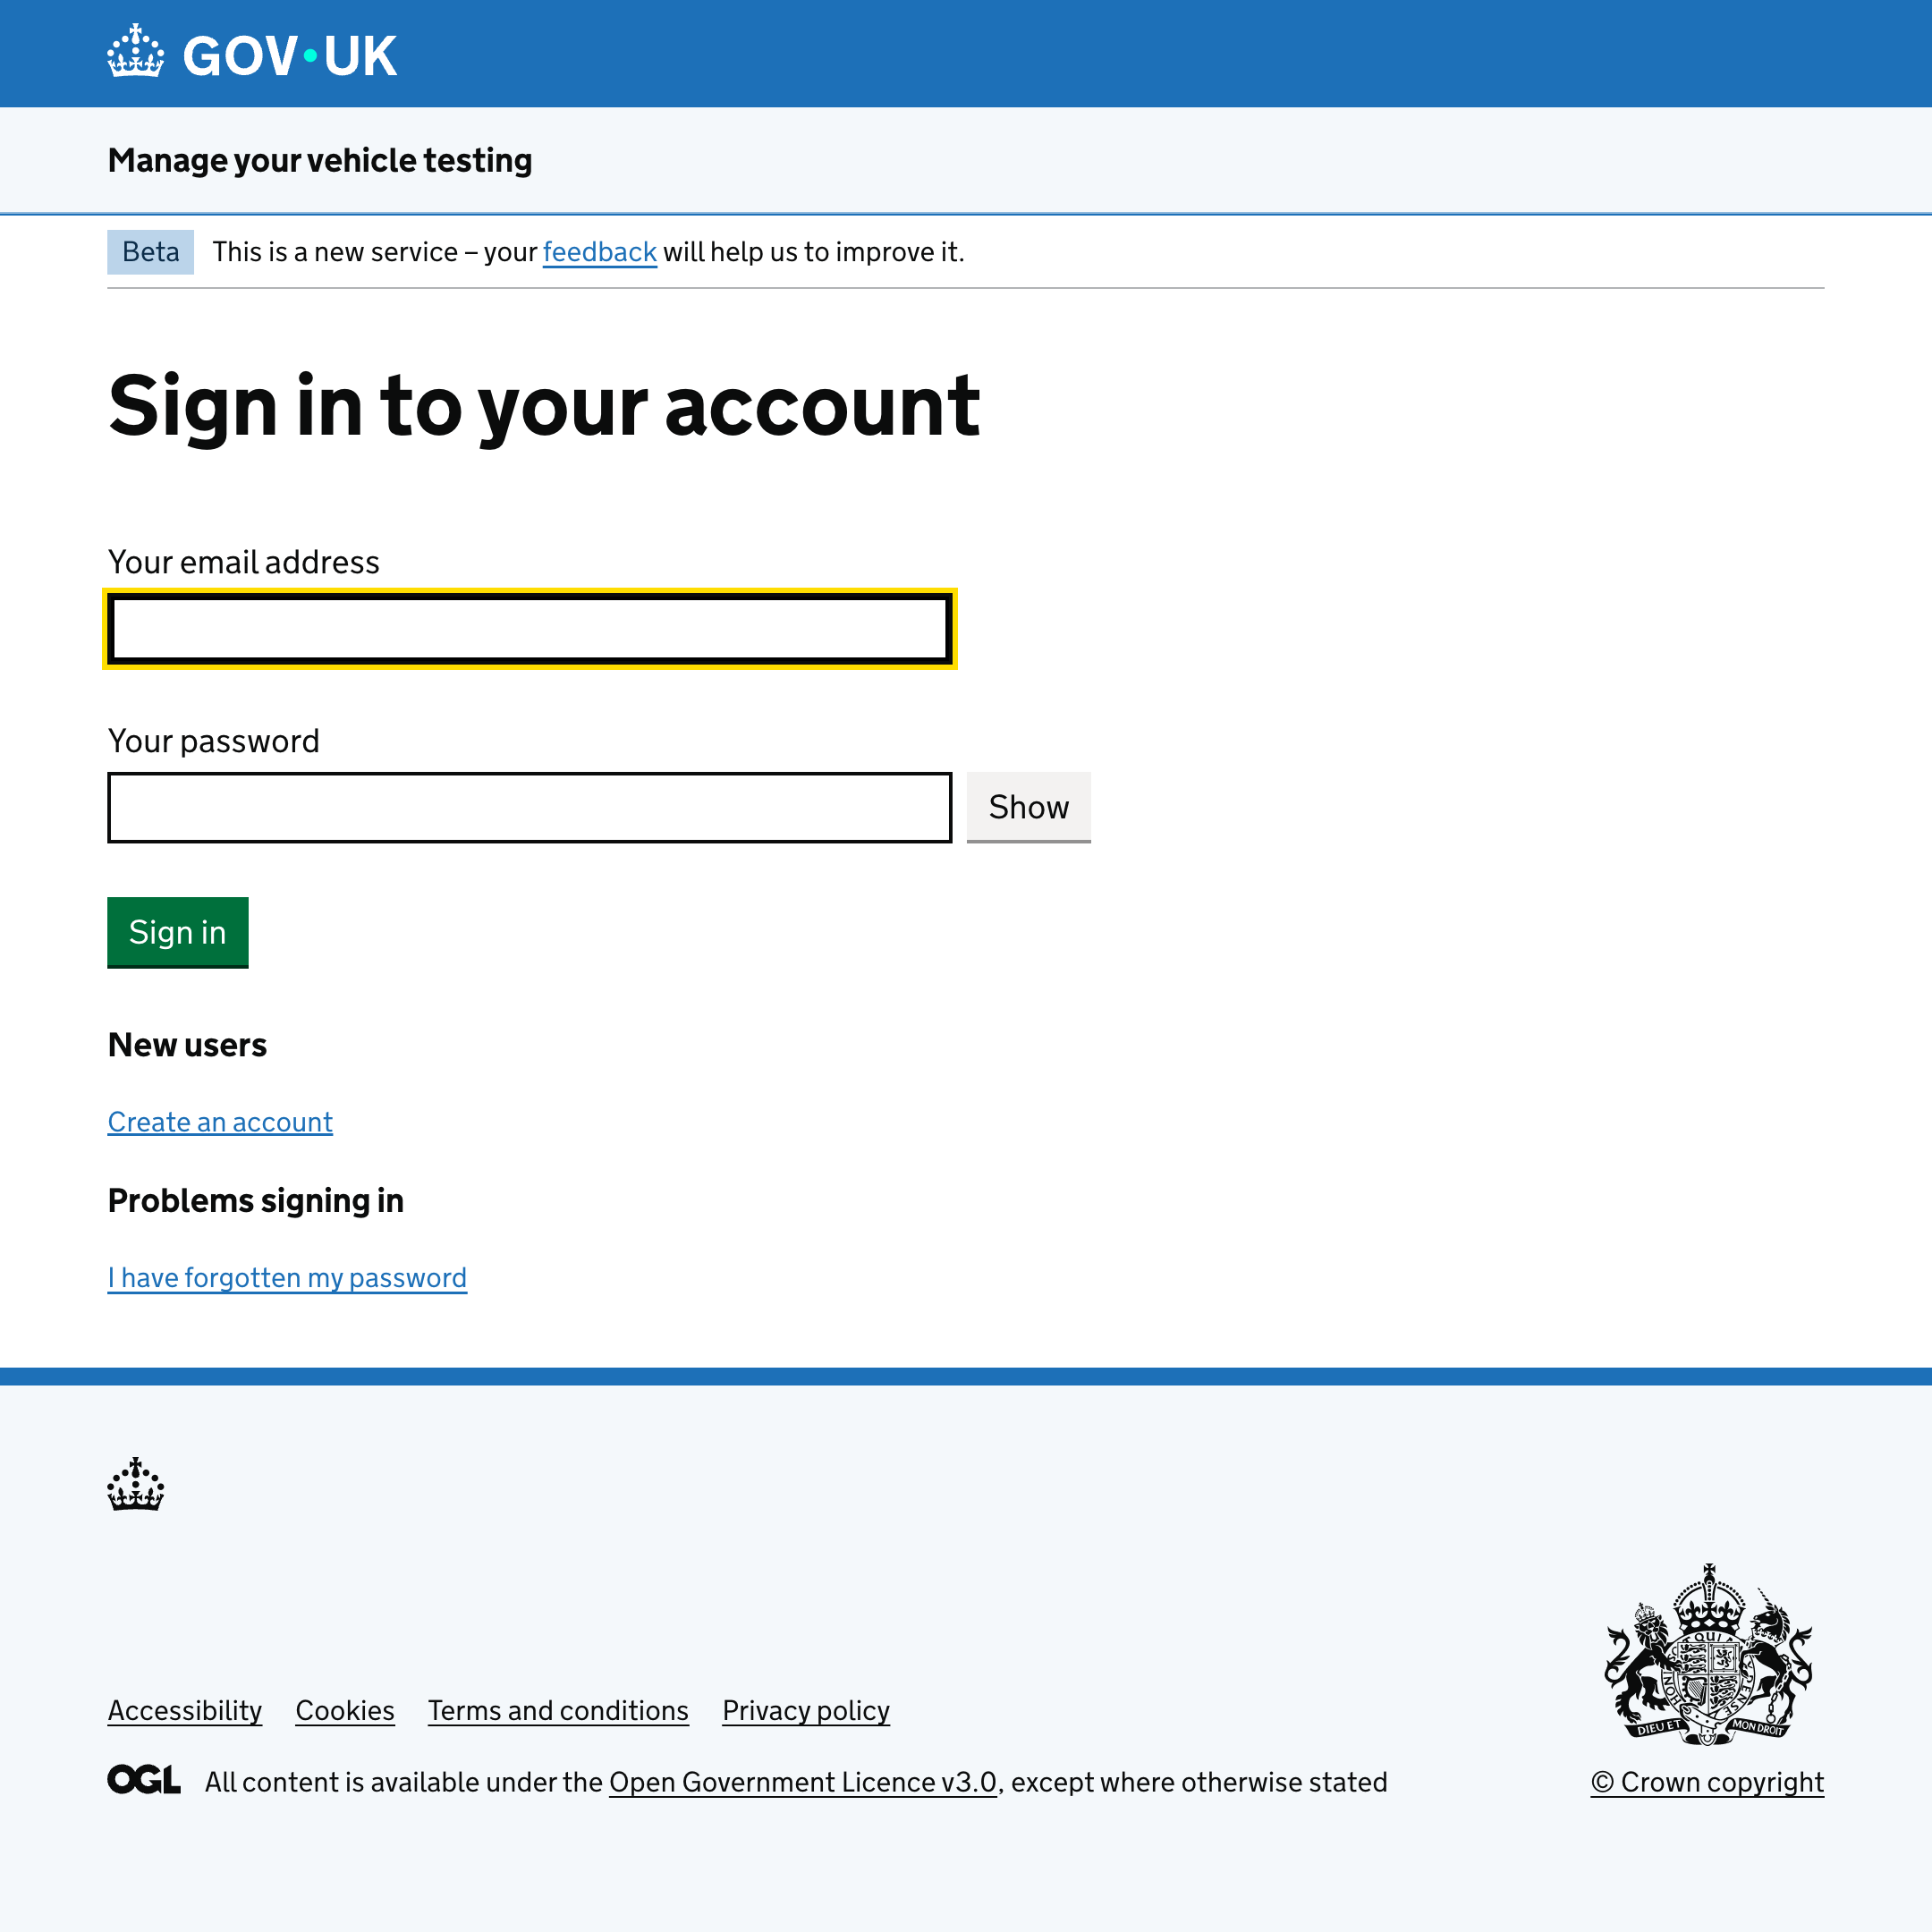 GOV·UK
Manage your vehicle testing
Beta This is a new service – your feedback will help us to improve it.
Sign in to your account
Your email address
Your password
Show
Sign in
New users
Create an account
Problems signing in
I have forgotten my password
Accessibility Cookies Terms and conditions Privacy policy
DIEU ET MON DROIT
OGL All content is available under the Open Government Licence v3.0, except where otherwise stated
© Crown copyright